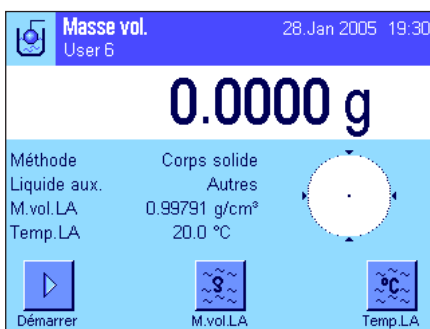 Masse vol. 28.Jan 2005 19:30
User 6
0.0000 g
Méthode Corps solide
Liquide aux. Autres
M.vol.LA 0.99791 g/cm³
Temp.LA 20.0 °C
°C
Démarrer M.vol.LA Temp.LA